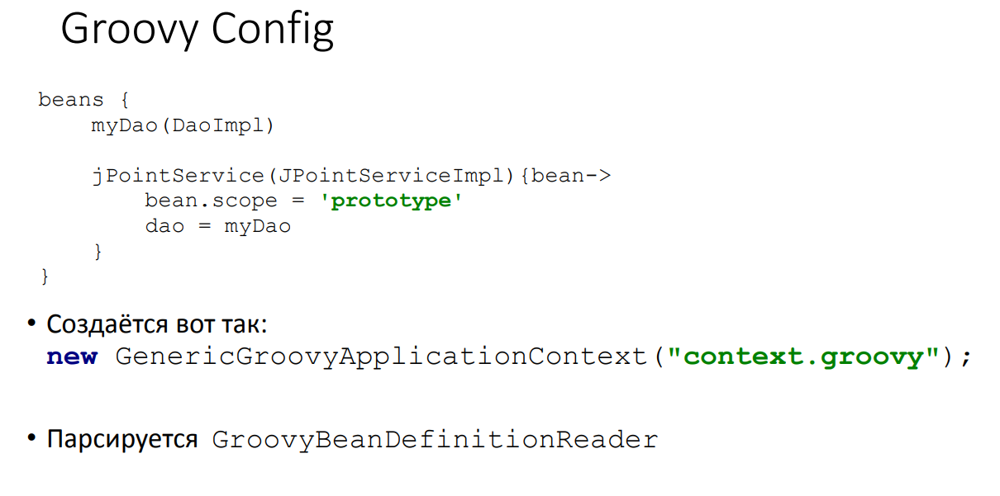 Groovy Config
beans {
myDao(DaoImpl)
jPointService(JPointServiceImpl){bean->
bean.scope = 'prototype'
dao = myDao
}
}
• Создаётся вот так:
new GenericGroovyApplicationContext("context.groovy");
• Парсируется GroovyBeanDefinitionReader